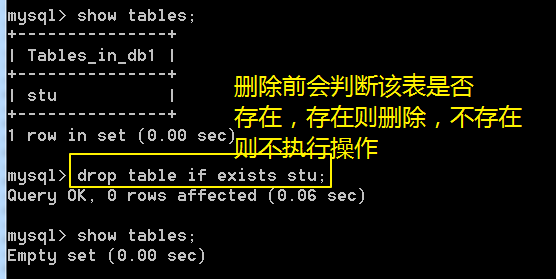 mysql> show tables;
+---------------+
| Tables_in_db1 |
+---------------+
| stu           |
+---------------+
1 row in set (0.00 sec)
删除前会判断该表是否
存在，存在则删除，不存在
则不执行操作
mysql> drop table if exists stu;
Query OK, 0 rows affected (0.06 sec)
mysql> show tables;
Empty set (0.00 sec)